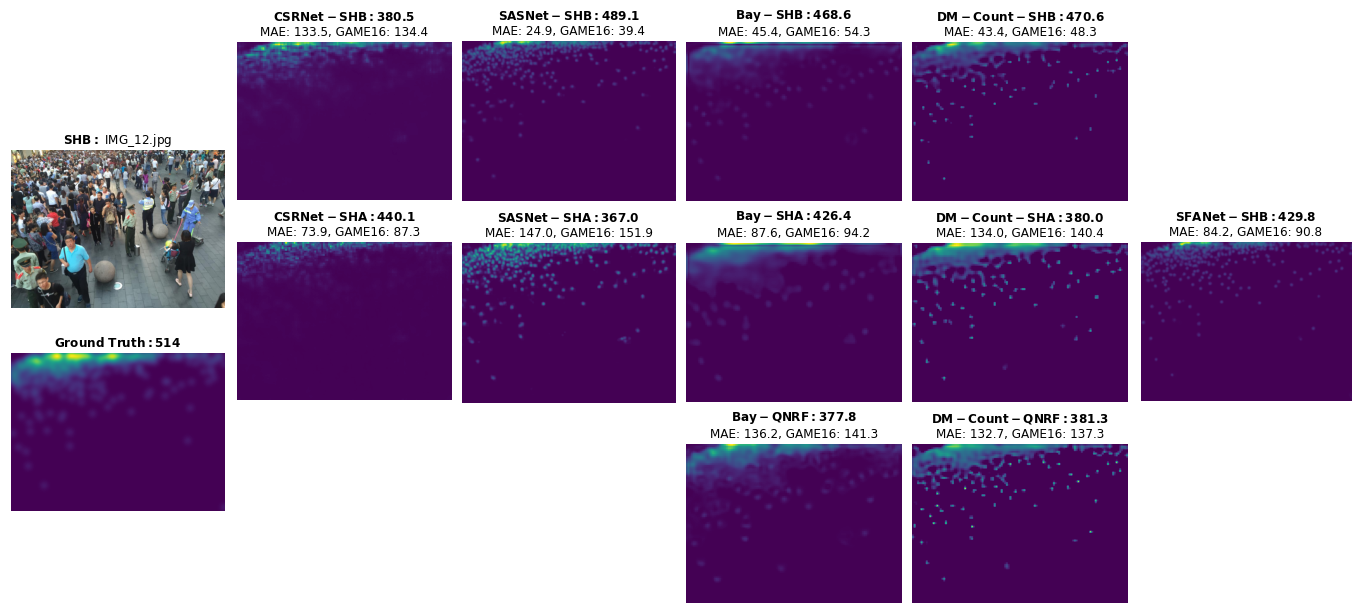 CSRNet − SHB : 380.5
MAE: 133.5, GAME16: 134.4
SASNet − SHB : 489.1
MAE: 24.9, GAME16: 39.4
Bay − SHB : 468.6
MAE: 45.4, GAME16: 54.3
DM − Count − SHB : 470.6
MAE: 43.4, GAME16: 48.3
SHB : IMG_12.jpg
CSRNet − SHA : 440.1
MAE: 73.9, GAME16: 87.3
SASNet − SHA : 367.0
MAE: 147.0, GAME16: 151.9
Bay − SHA : 426.4
MAE: 87.6, GAME16: 94.2
DM − Count − SHA : 380.0
MAE: 134.0, GAME16: 140.4
SFANet − SHB : 429.8
MAE: 84.2, GAME16: 90.8
Ground Truth : 514
Bay − QNRF : 377.8
MAE: 136.2, GAME16: 141.3
DM − Count − QNRF : 381.3
MAE: 132.7, GAME16: 137.3